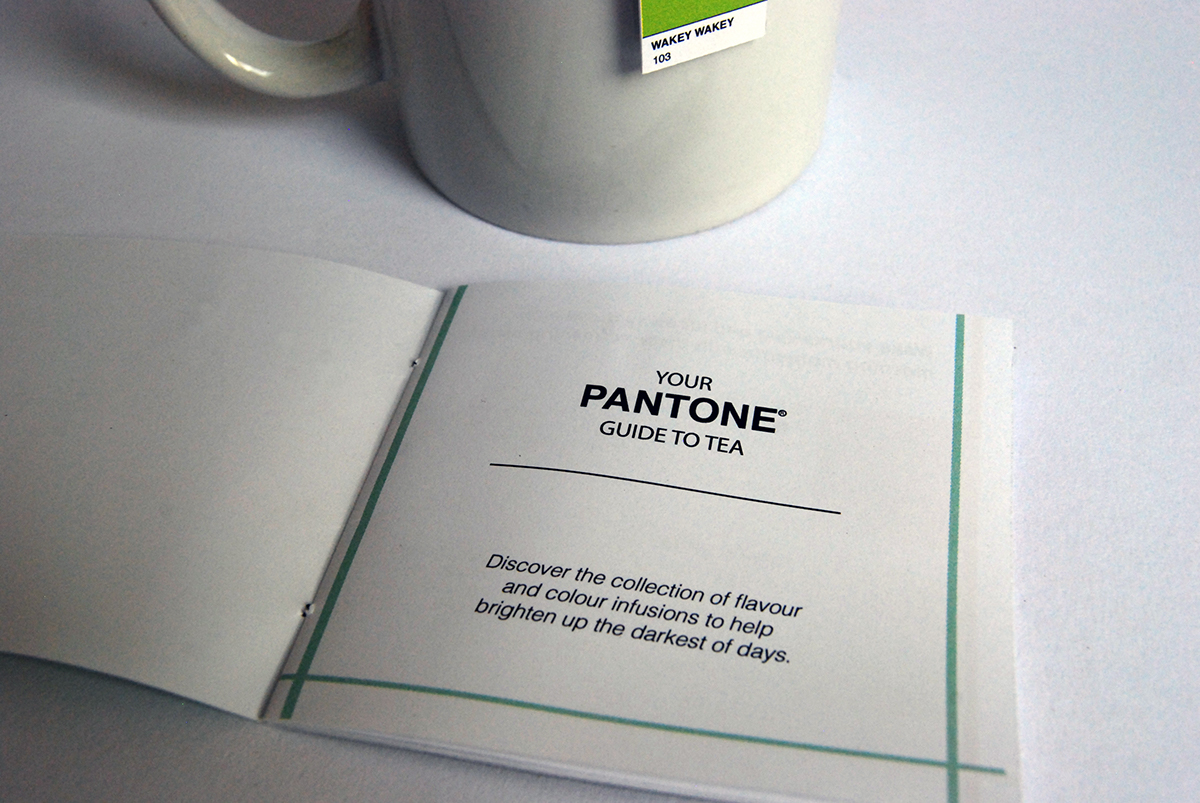 WAKEY WAKEY
103
YOUR
PANTONE®
GUIDE TO TEA
Discover the collection of flavour
and colour infusions to help
brighten up the darkest of days.